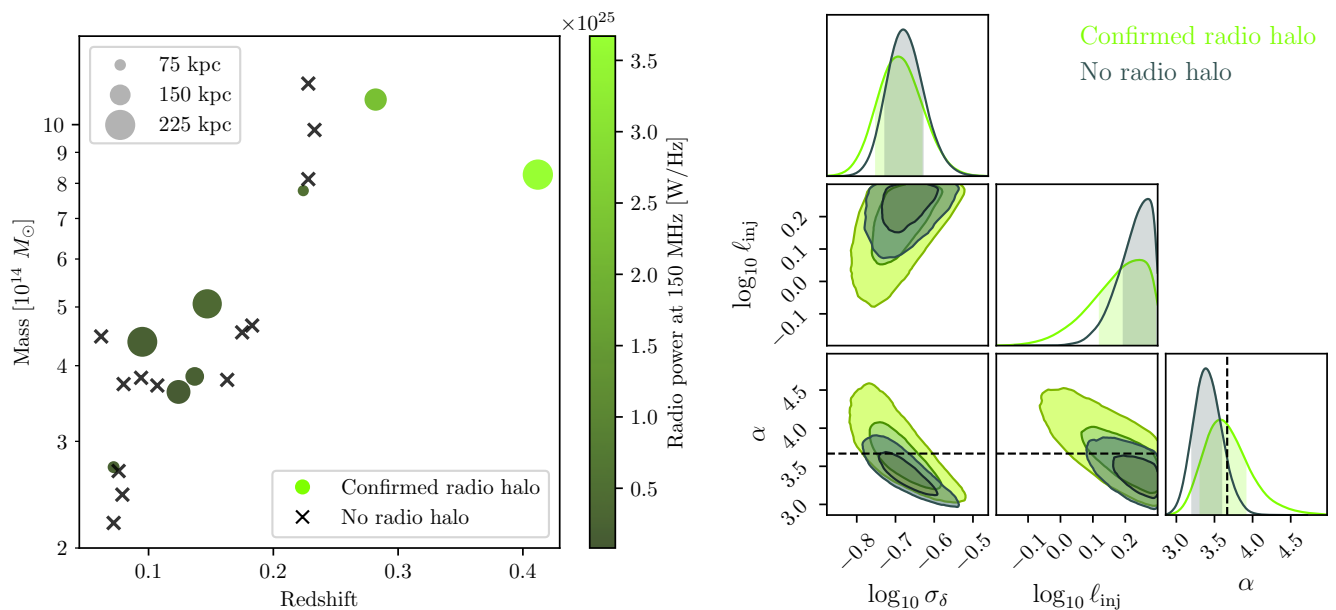 ×10²⁵
75 kpc
150 kpc
225 kpc
10
9
8
7
6
5
4
3
2
Mass [10¹⁴ M⊙]
Confirmed radio halo
No radio halo
0.1
0.2
0.3
0.4
Redshift
3.5
3.0
2.5
2.0
1.5
1.0
0.5
Radio power at 150 MHz [W/Hz]
Confirmed radio halo
No radio halo
0.2
0.1
0.0
−0.1
log₁₀ ℓ_inj
4.5
4.0
3.5
3.0
α
−0.8
−0.7
−0.6
−0.5
log₁₀ σ_δ
−0.1
0.0
0.1
0.2
log₁₀ ℓ_inj
3.0
3.5
4.0
4.5
α